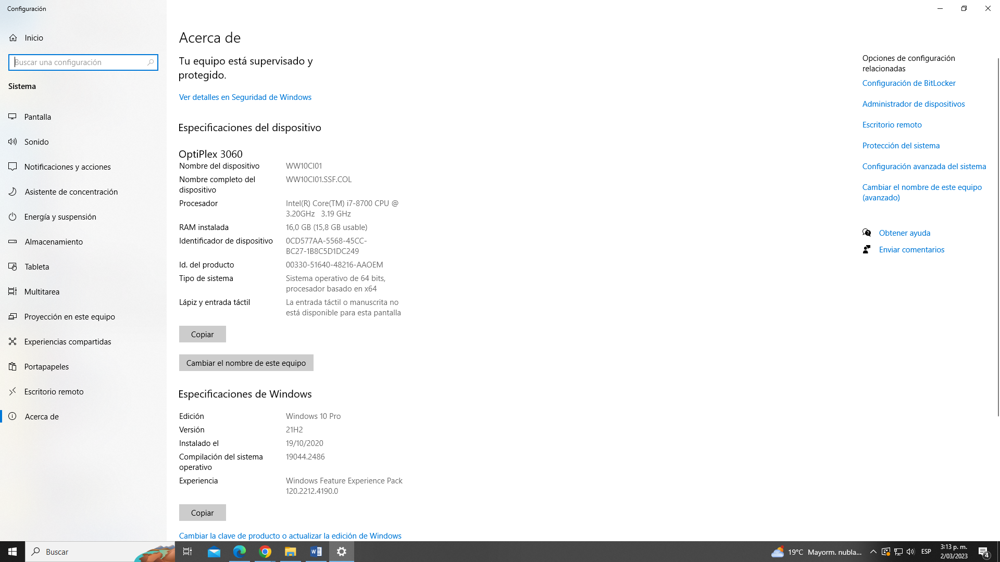 Configuración
Inicio
Buscar una configuración
Sistema
Pantalla
Sonido
Notificaciones y acciones
Asistente de concentración
Energía y suspensión
Almacenamiento
Tableta
Multitarea
Proyección en este equipo
Experiencias compartidas
Portapapeles
Escritorio remoto
Acerca de
Acerca de
Tu equipo está supervisado y
protegido.
Ver detalles en Seguridad de Windows
Especificaciones del dispositivo
OptiPlex 3060
Nombre del dispositivo WW10CI01
Nombre completo del WW10CI01.SSF.COL
dispositivo
Procesador Intel(R) Core(TM) i7-8700 CPU @
3.20GHz 3.19 GHz
RAM instalada 16,0 GB (15,8 GB usable)
Identificador de dispositivo 0CD577AA-5568-45CC-
BC27-1B8C5D1DC249
Id. del producto 00330-51640-48216-AAOEM
Tipo de sistema Sistema operativo de 64 bits,
procesador basado en x64
Lápiz y entrada táctil La entrada táctil o manuscrita no
está disponible para esta pantalla
Copiar
Cambiar el nombre de este equipo
Especificaciones de Windows
Edición Windows 10 Pro
Versión 21H2
Instalado el 19/10/2020
Compilación del sistema 19044.2486
operativo
Experiencia Windows Feature Experience Pack
120.2212.4190.0
Copiar
Cambiar la clave de producto o actualizar la edición de Windows
Opciones de configuración
relacionadas
Configuración de BitLocker
Administrador de dispositivos
Escritorio remoto
Protección del sistema
Configuración avanzada del sistema
Cambiar el nombre de este equipo
(avanzado)
Obtener ayuda
Enviar comentarios
Buscar
19°C Mayorm. nubla...
ESP
3:13 p. m.
2/03/2023
4